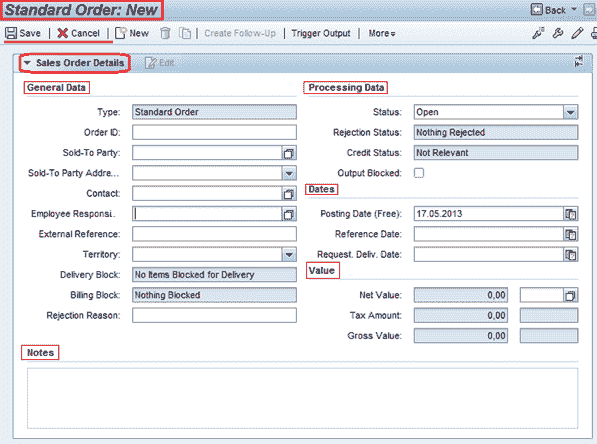 Standard Order: New
Back
Save Cancel New Create Follow-Up Trigger Output More
Sales Order Details Edit
General Data
Type: Standard Order
Order ID:
Sold-To Party:
Sold-To Party Addre...
Contact:
Employee Responsi..
External Reference:
Territory:
Delivery Block: No Items Blocked for Delivery
Billing Block: Nothing Blocked
Rejection Reason:
Processing Data
Status: Open
Rejection Status: Nothing Rejected
Credit Status: Not Relevant
Output Blocked:
Dates
Posting Date (Free): 17.05.2013
Reference Date:
Request. Deliv. Date:
Value
Net Value: 0,00
Tax Amount: 0,00
Gross Value: 0,00
Notes